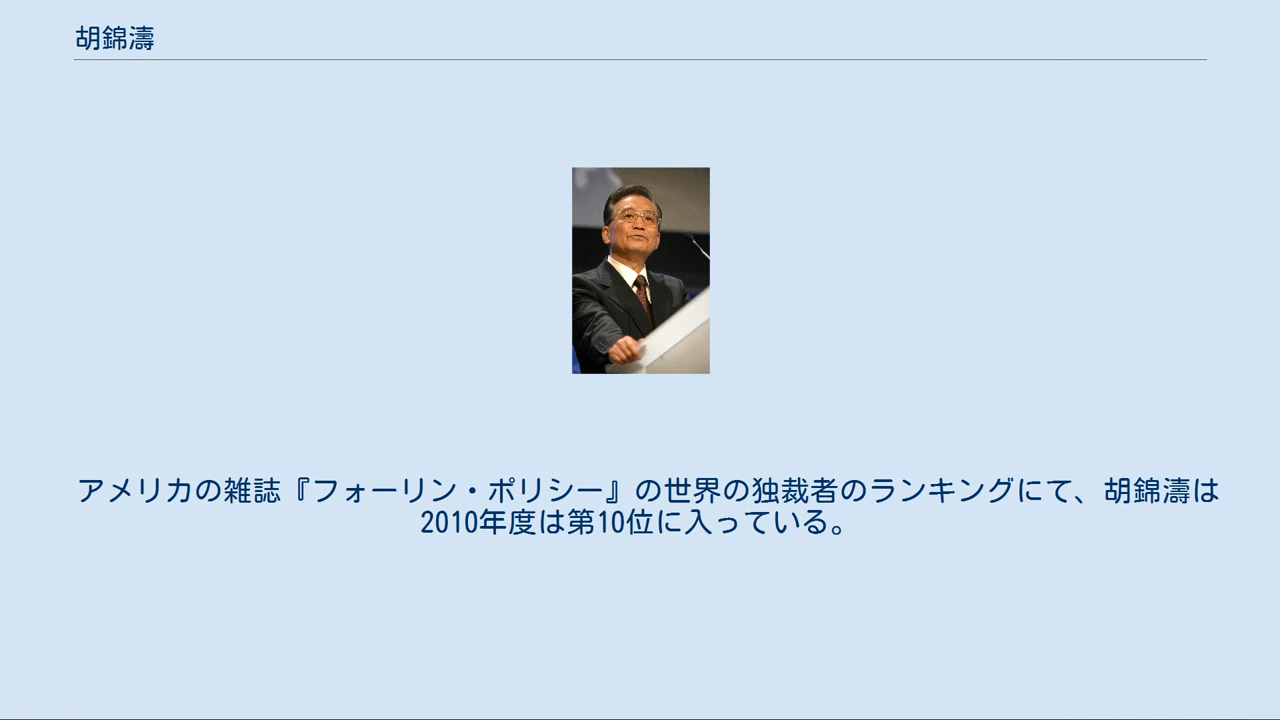 胡錦濤
アメリカの雑誌『フォーリン・ポリシー』の世界の独裁者のランキングにて、胡錦濤は
2010年度は第10位に入っている。